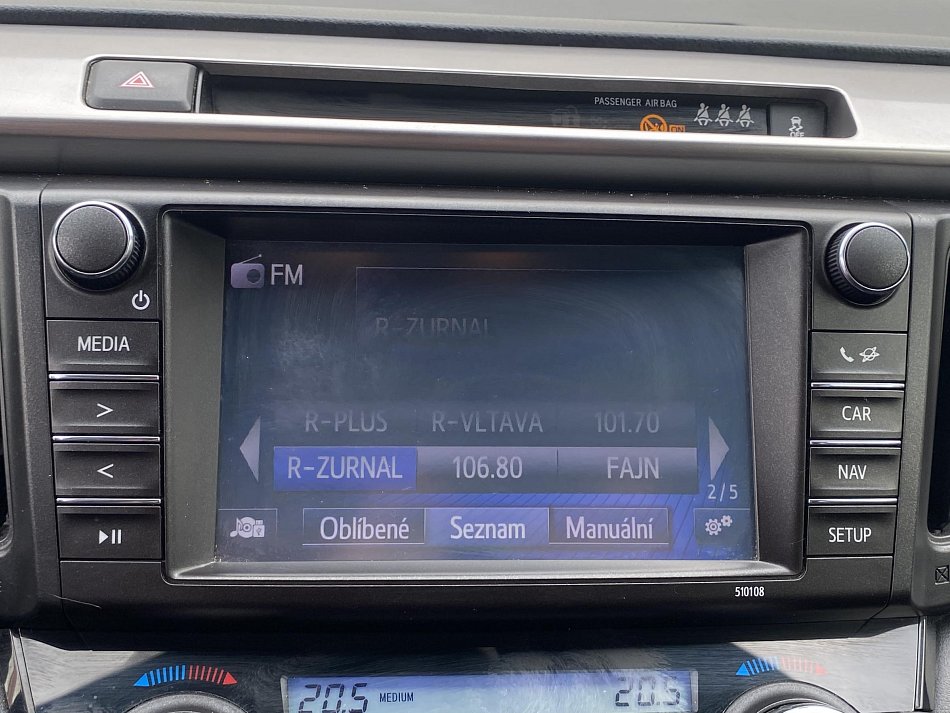 PASSENGER AIR BAG
ON
OFF
FM
R-ZURNAL
MEDIA
>
<
CAR
NAV
SETUP
R-PLUS R-VLTAVA 101.70
R-ZURNAL 106.80 FAJN
2/5
Oblíbené Seznam Manuální
510108
20.5 MEDIUM 20.5